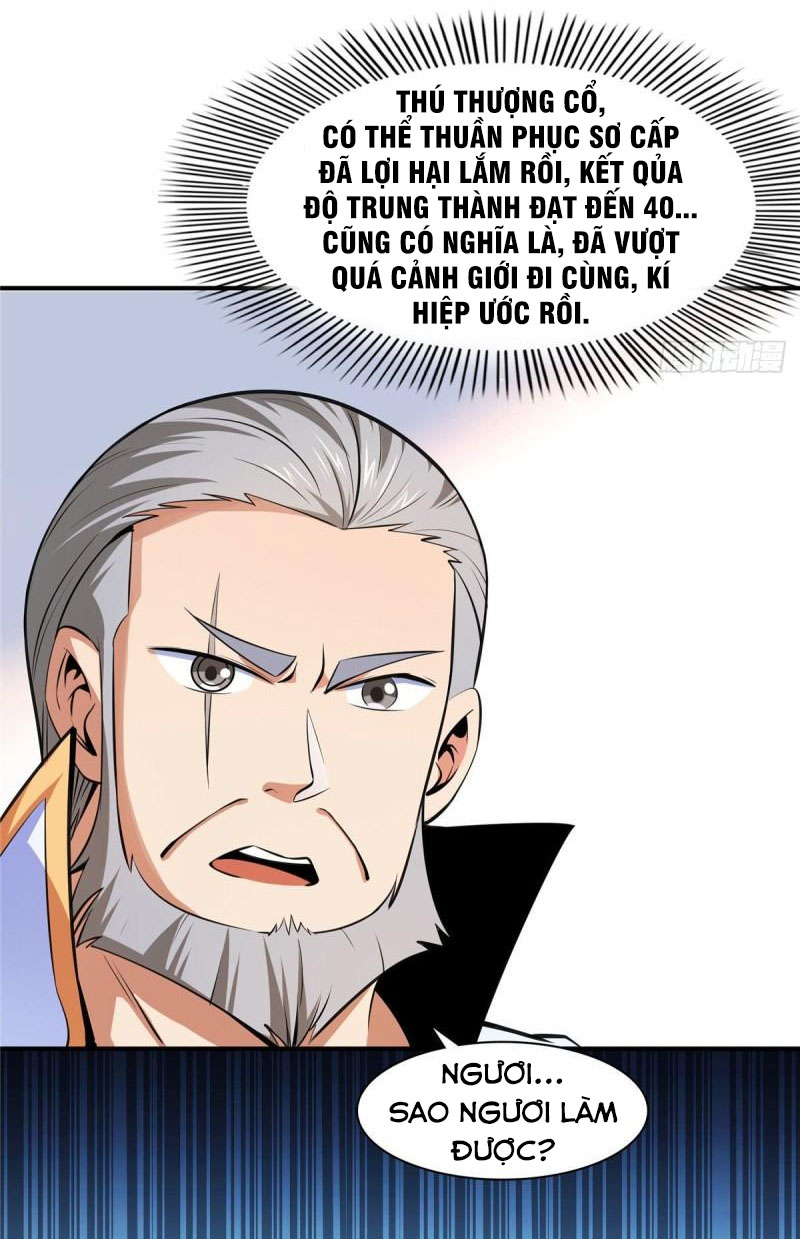 THÚ THƯỢNG CỔ,
CÓ THỂ THUẦN PHỤC SƠ CẤP
ĐÃ LỢI HẠI LẮM RỒI, KẾT QỦA
ĐỘ TRUNG THÀNH ĐẠT ĐẾN 40...
CŨNG CÓ NGHĨA LÀ, ĐÃ VƯỢT
QUÁ CẢNH GIỚI ĐI CÙNG, KÍ
HIỆP ƯỚC RỒI.
NGƯƠI...
SAO NGƯƠI LÀM
ĐƯỢC?